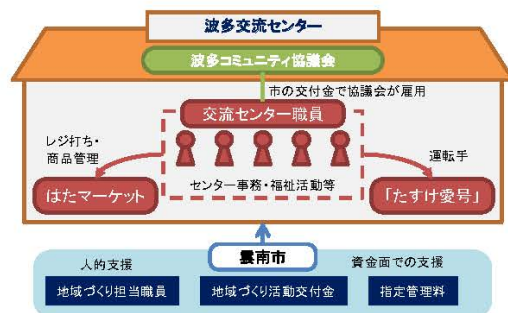 波多交流センター
波多コミュニティ協議会
市の交付金で協議会が雇用
交流センター職員
レジ打ち・
商品管理
運転手
はたマーケット
センター事務・福祉活動等
「たすけ愛号」
雲南市
人的支援
資金面での支援
地域づくり担当職員
地域づくり活動交付金
指定管理料